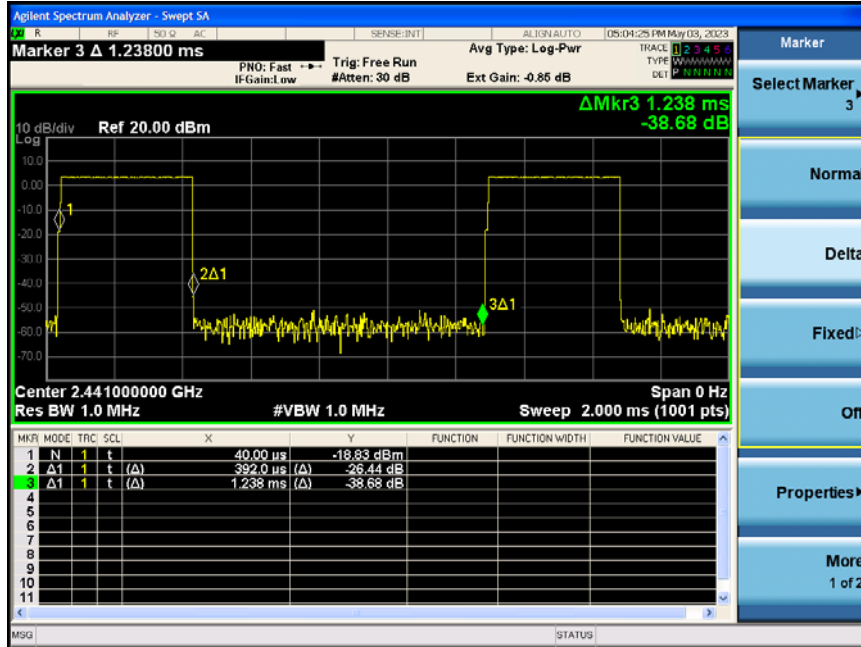 Agilent Spectrum Analyzer - Swept SA
LXI R RF 50 Ω AC SENSE:INT ALIGN AUTO 05:04:25 PM May 03, 2023
Marker 3 Δ 1.23800 ms
PNO: Fast
IFGain:Low
Trig: Free Run
#Atten: 30 dB
Avg Type: Log-Pwr
Ext Gain: -0.85 dB
TRACE 1 2 3 4 5 6
TYPE W
DET P N N N N N
ΔMkr3 1.238 ms
-38.68 dB
10 dB/div Ref 20.00 dBm
Log
10.0
0.00
-10.0
-20.0
-30.0
-40.0
-50.0
-60.0
-70.0
1
2Δ1
3Δ1
Center 2.441000000 GHz Span 0 Hz
Res BW 1.0 MHz #VBW 1.0 MHz Sweep 2.000 ms (1001 pts)
MKR MODE TRC SCL X Y FUNCTION FUNCTION WIDTH FUNCTION VALUE
1 N 1 t 40.00 µs -18.83 dBm
2 Δ1 1 t (Δ) 392.0 µs (Δ) -26.44 dB
3 Δ1 1 t (Δ) 1.238 ms (Δ) -38.68 dB
4
5
6
7
8
9
10
11
MSG STATUS
Marker
Select Marker
3
Norma
Delta
Fixed
Off
Properties
More
1 of 2